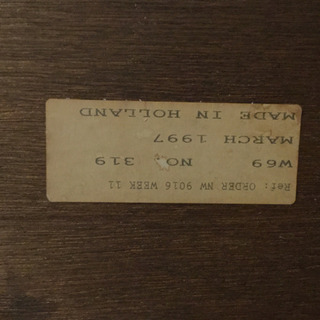 Ref: ORDER NW 9016 WEEK 11
W69 NO. 319
MARCH 1997
MADE IN HOLLAND